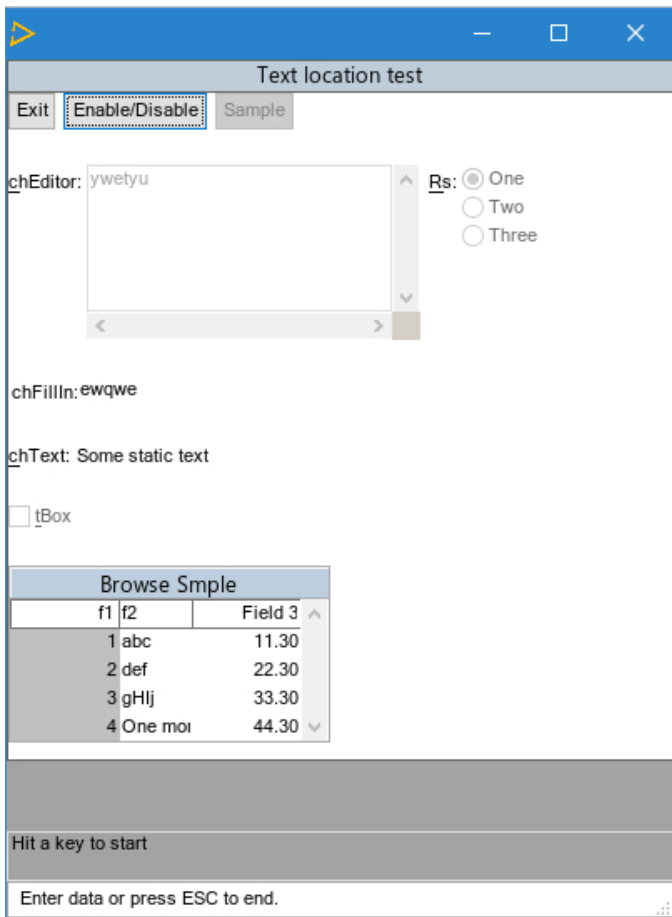 Text location test
Exit Enable/Disable Sample
chEditor: ywetyu Rs: One
Two
Three
chFillIn: ewqwe
chText: Some static text
tBox
Browse Smple
f1 f2 Field 3
1 abc 11.30
2 def 22.30
3 gHIj 33.30
4 One mor 44.30
Hit a key to start
Enter data or press ESC to end.